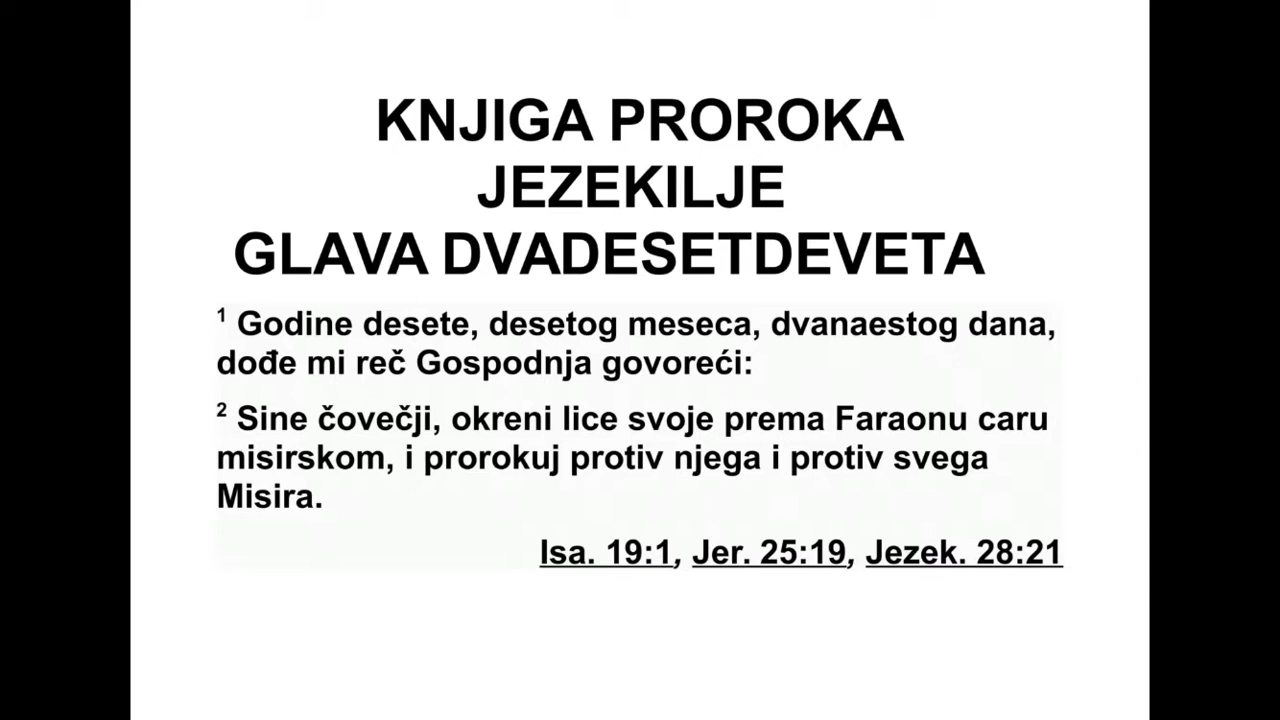 KNJIGA PROROKA
JEZEKILJE
GLAVA DVADESETDEVETA
¹ Godine desete, desetog meseca, dvanaestog dana,
dođe mi reč Gospodnja govoreći:
² Sine čovečji, okreni lice svoje prema Faraonu caru
misirskom, i prorokuj protiv njega i protiv svega
Misira.
Isa. 19:1, Jer. 25:19, Jezek. 28:21